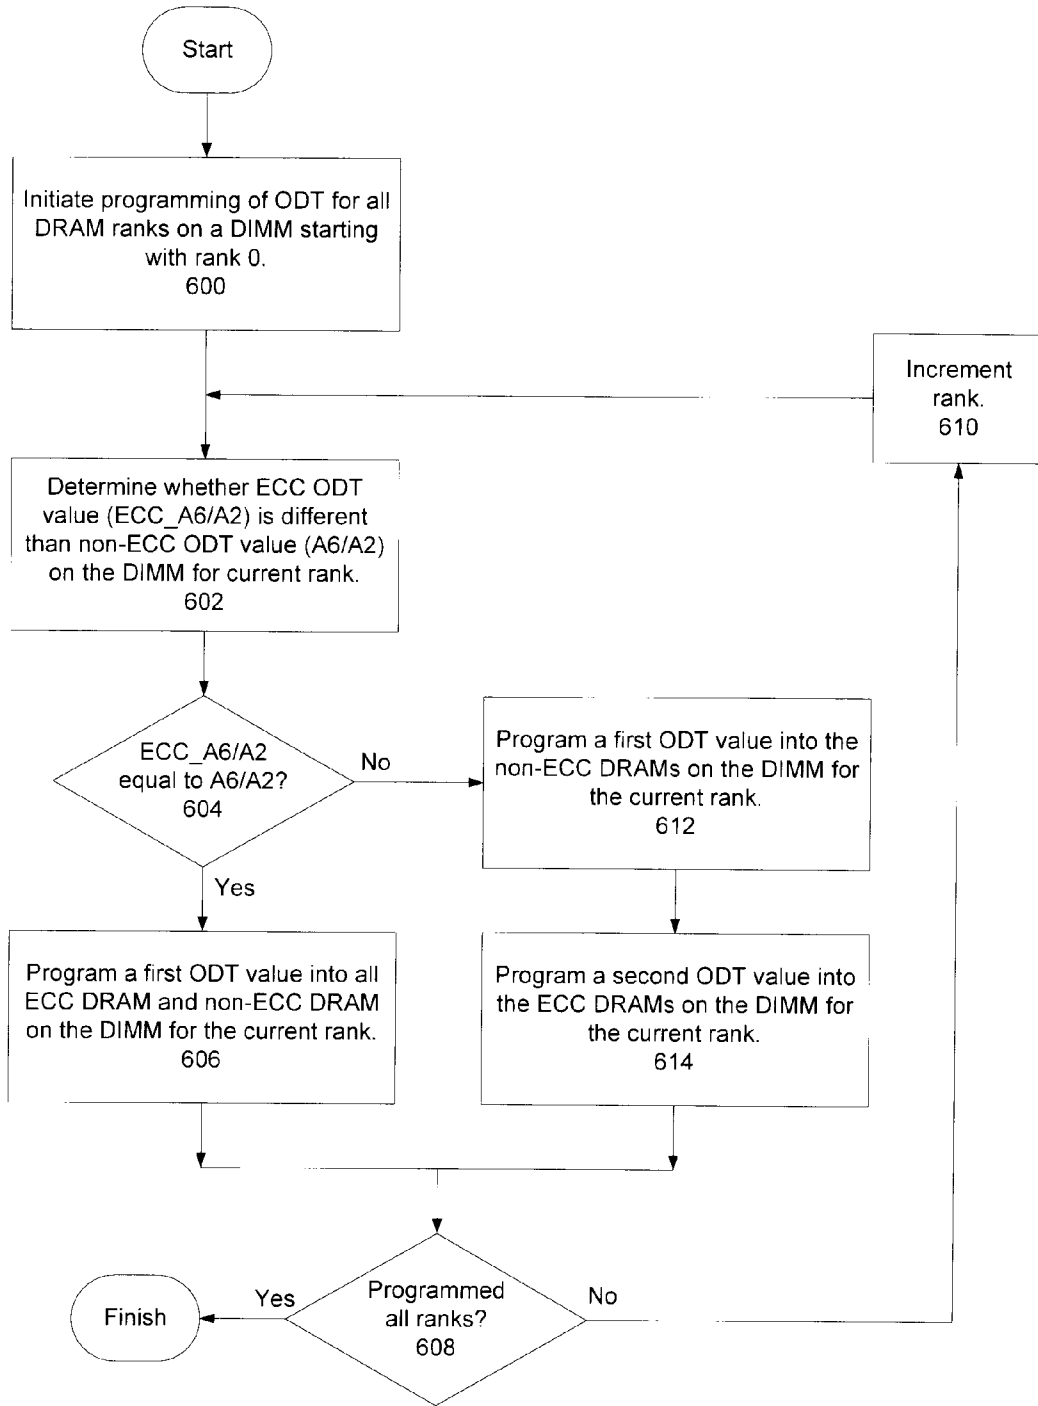 Start
Initiate programming of ODT for all
DRAM ranks on a DIMM starting
with rank 0.
600
Increment
rank.
610
Determine whether ECC ODT
value (ECC_A6/A2) is different
than non-ECC ODT value (A6/A2)
on the DIMM for current rank.
602
ECC_A6/A2
equal to A6/A2?
604
No
Yes
Program a first ODT value into the
non-ECC DRAMs on the DIMM for
the current rank.
612
Program a first ODT value into all
ECC DRAM and non-ECC DRAM
on the DIMM for the current rank.
606
Program a second ODT value into
the ECC DRAMs on the DIMM for
the current rank.
614
Programmed
all ranks?
608
Yes
No
Finish